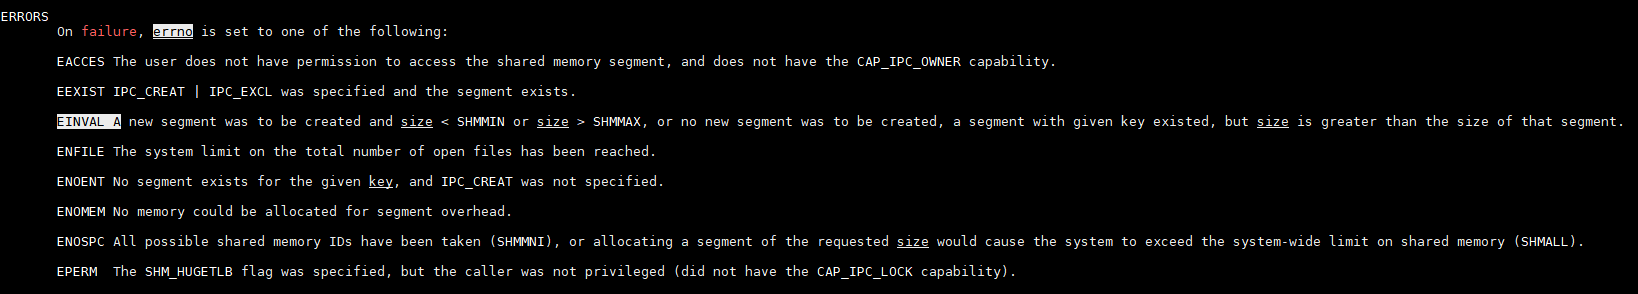 ERRORS
On failure, errno is set to one of the following:
EACCES The user does not have permission to access the shared memory segment, and does not have the CAP_IPC_OWNER capability.
EEXIST IPC_CREAT | IPC_EXCL was specified and the segment exists.
EINVAL A new segment was to be created and size < SHMMIN or size > SHMMAX, or no new segment was to be created, a segment with given key existed, but size is greater than the size of that segment.
ENFILE The system limit on the total number of open files has been reached.
ENOENT No segment exists for the given key, and IPC_CREAT was not specified.
ENOMEM No memory could be allocated for segment overhead.
ENOSPC All possible shared memory IDs have been taken (SHMMNI), or allocating a segment of the requested size would cause the system to exceed the system-wide limit on shared memory (SHMALL).
EPERM  The SHM_HUGETLB flag was specified, but the caller was not privileged (did not have the CAP_IPC_LOCK capability).